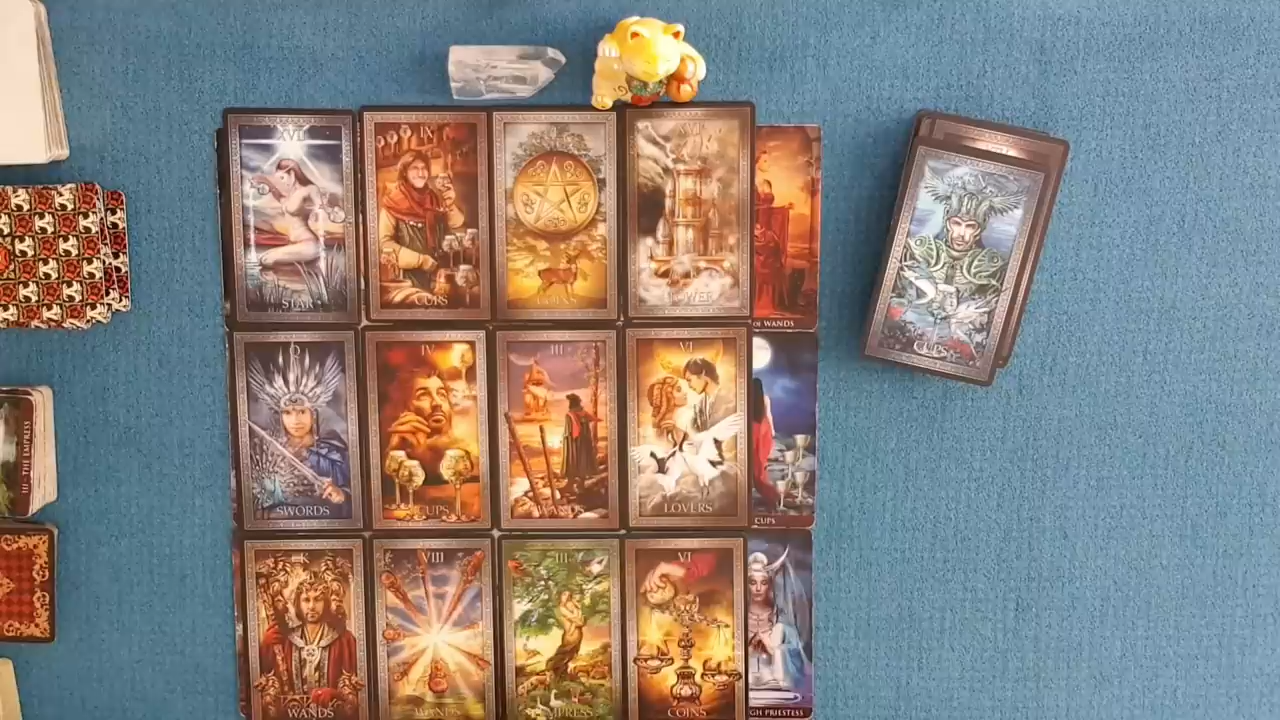 XVII
STAR
IX
CUPS
COINS
XVI
TOWER
OF WANDS
CUPS
Q
SWORDS
IV
CUPS
III
WANDS
VI
LOVERS
CUPS
III - THE EMPRESS
K
WANDS
VIII
WANDS
III
EMPRESS
VI
COINS
GH PRIESTESS